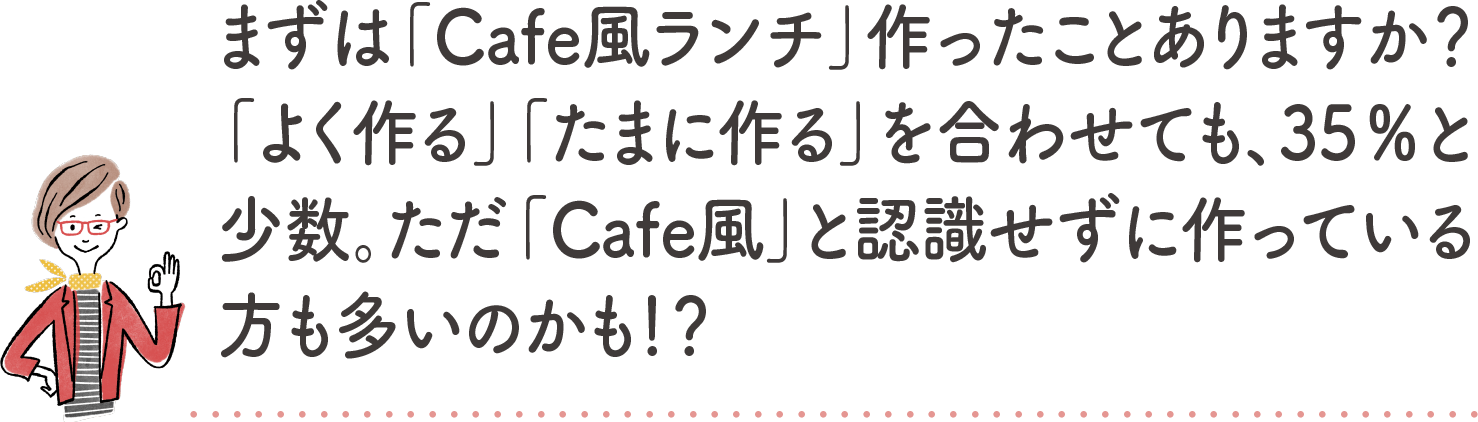 まずは「Cafe風ランチ」作ったことありますか？
「よく作る」「たまに作る」を合わせても、35％と
少数。ただ「Cafe風」と認識せずに作っている
方も多いのかも！？